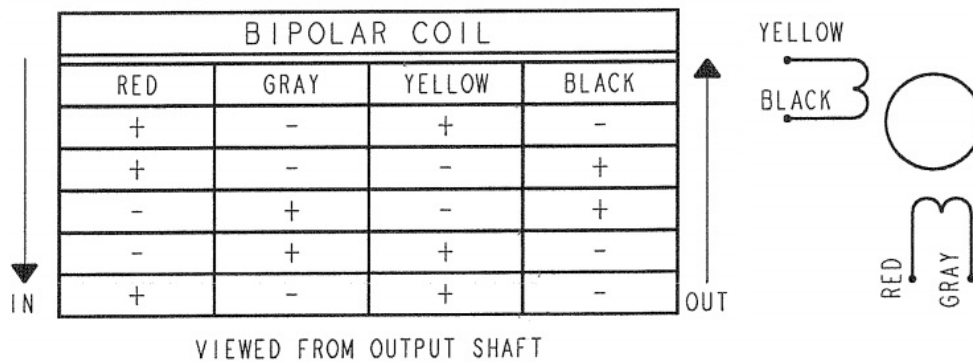 BIPOLAR COIL
RED GRAY YELLOW BLACK
+ - + -
+ - - +
- + - +
- + + -
+ - + -
IN
OUT
VIEWED FROM OUTPUT SHAFT
YELLOW
BLACK
RED
GRAY